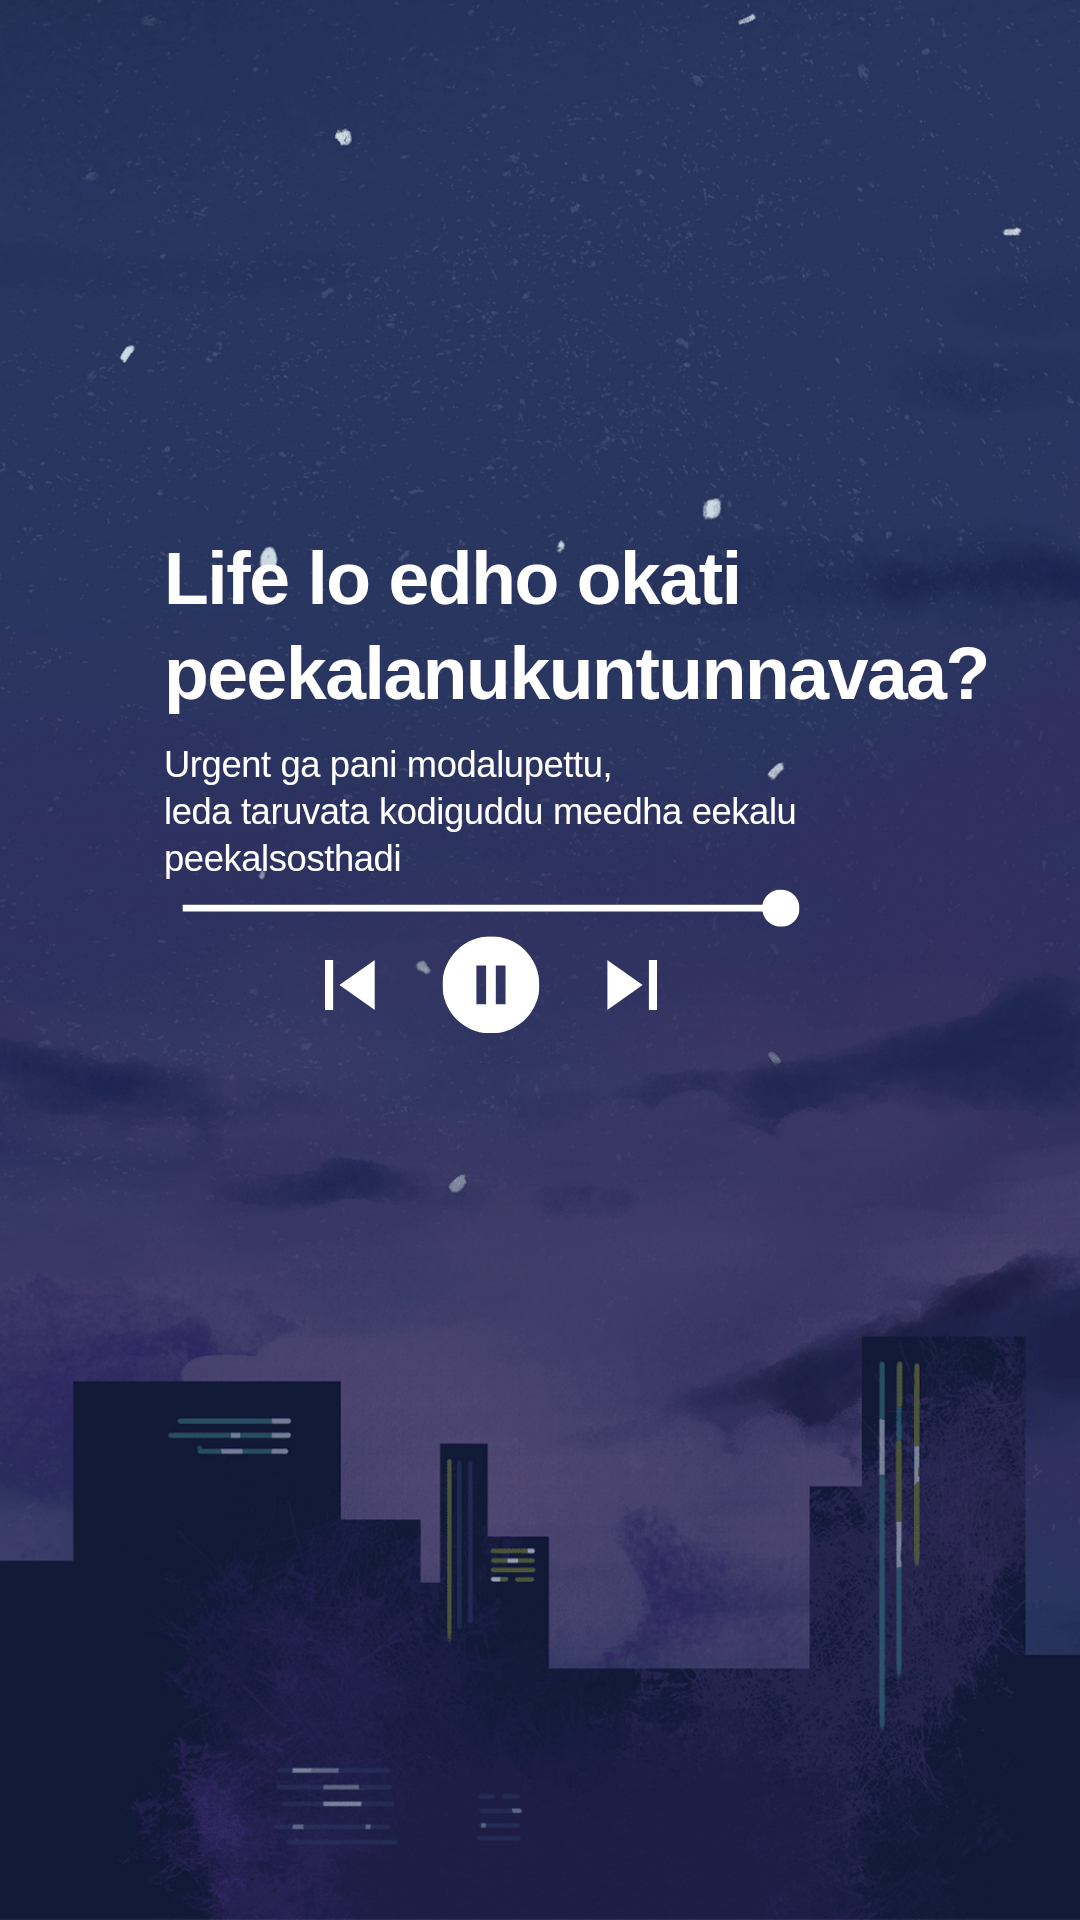 Life lo edho okati
peekalanukuntunnavaa?
Urgent ga pani modalupettu,
leda taruvata kodiguddu meedha eekalu
peekalsosthadi